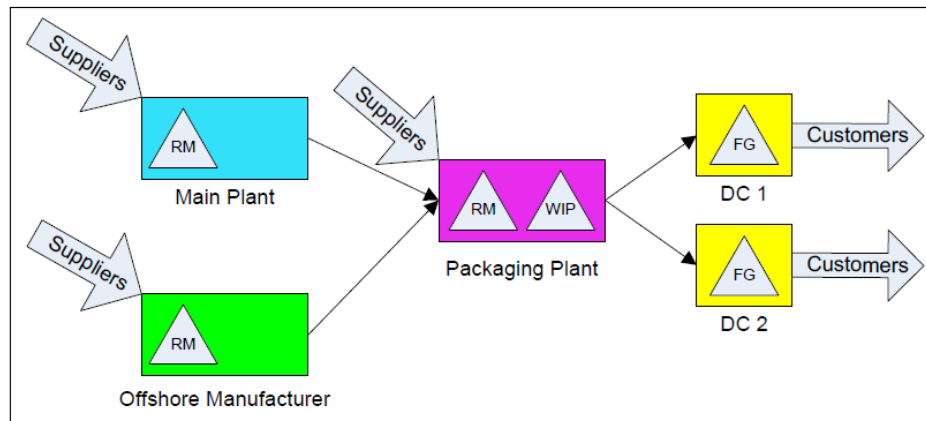 Suppliers
RM
Main Plant
Suppliers
RM
Offshore Manufacturer
Suppliers
RM
WIP
Packaging Plant
FG
Customers
DC 1
FG
Customers
DC 2